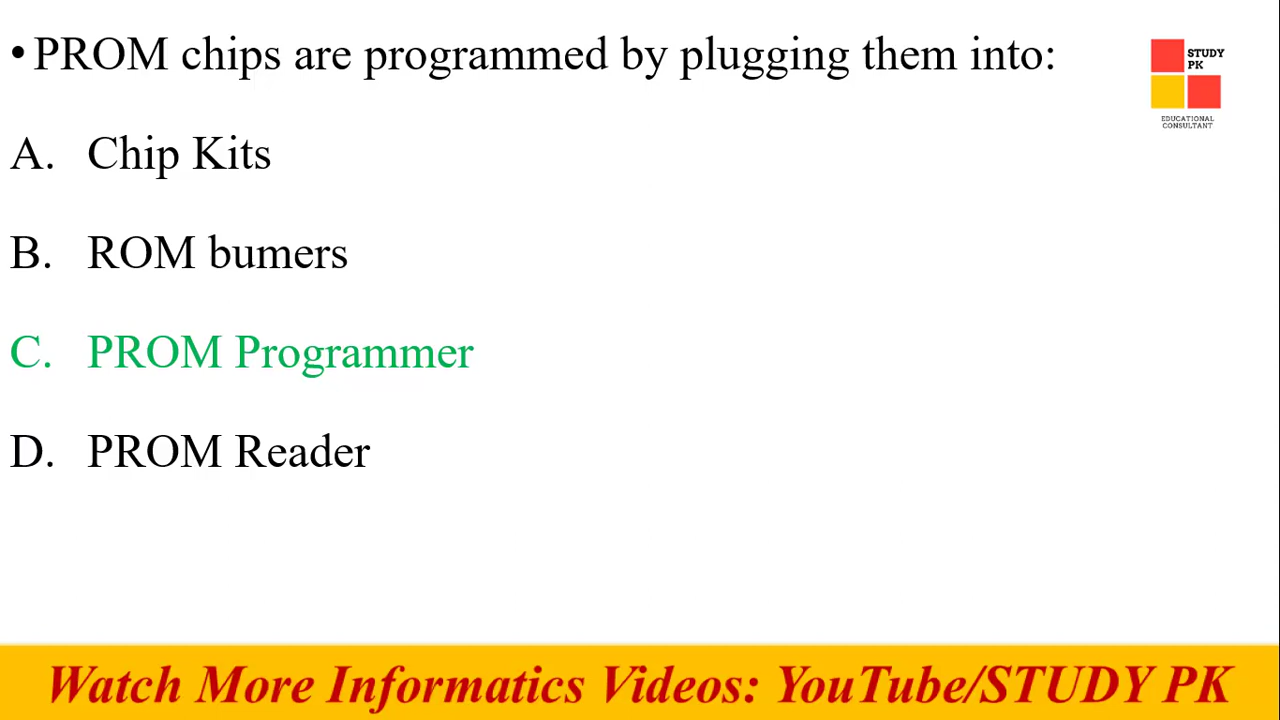 • PROM chips are programmed by plugging them into:
STUDY
PK
EDUCATIONAL
CONSULTANT
A. Chip Kits
B. ROM bumers
C. PROM Programmer
D. PROM Reader
Watch More Informatics Videos: YouTube/STUDY PK